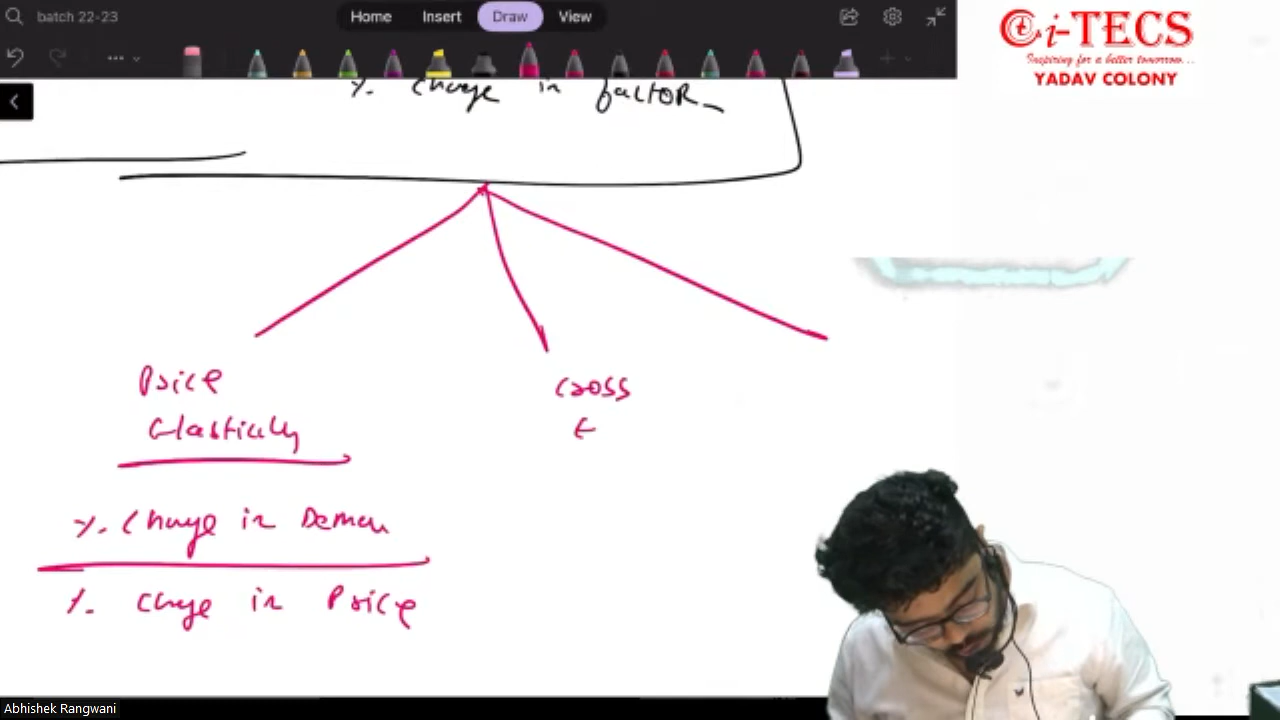 batch 22-23
Home Insert Draw View
i-TECS
Inspiring for a better tomorrow...
YADAV COLONY
%. Change in factOR
Price
Elasticity
Cross
E
%. Change in Deman
%. Chage in Price
Abhishek Rangwani